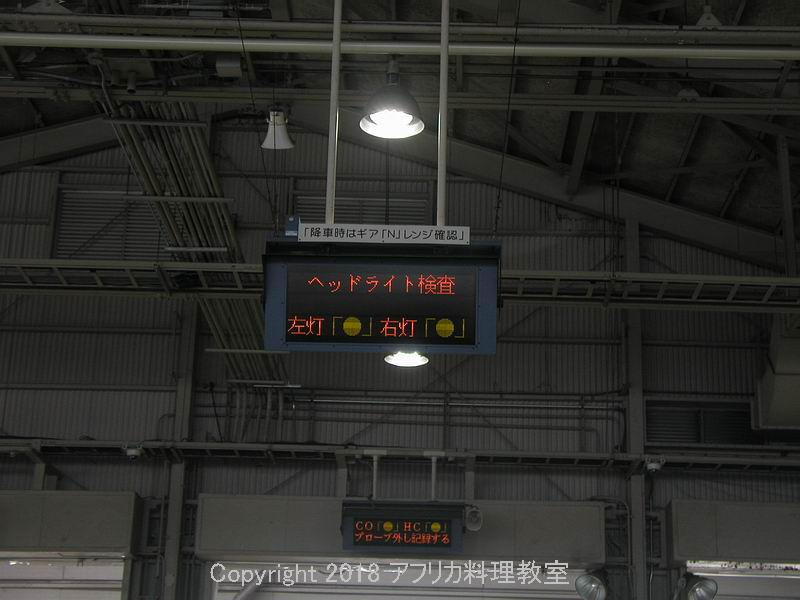 「降車時はギア「N」レンジ確認」
ヘッドライト検査
左灯「●」右灯「●」
CO「●」HC「●」
プローブ外し記録する
Copyright 2018 アフリカ料理教室